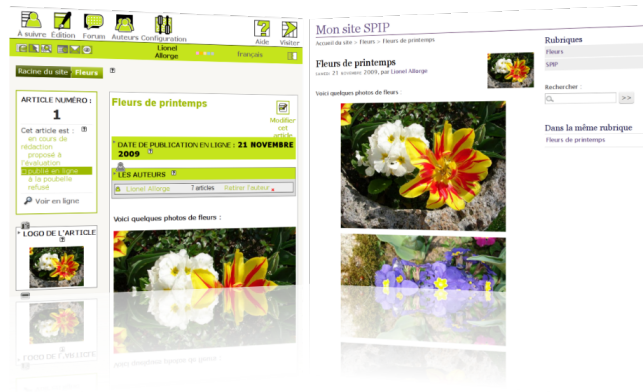 À suivre Édition Forum Auteurs Configuration Aide Visiter
Lionel Allorge français
Racine du site Fleurs
ARTICLE NUMÉRO :
1
Cet article est :
en cours de
rédaction
proposé à
l'évaluation
publié en ligne
à la poubelle
refusé
Voir en ligne
LOGO DE L'ARTICLE
Fleurs de printemps
Modifier
cet
article
DATE DE PUBLICATION EN LIGNE : 21 NOVEMBRE
2009
LES AUTEURS
Lionel Allorge 7 articles Retirer l'auteur
Voici quelques photos de fleurs :
Mon site SPIP
Accueil du site > Fleurs > Fleurs de printemps
Fleurs de printemps
samedi 21 novembre 2009, par Lionel Allorge
Voici quelques photos de fleurs :
Rubriques
Fleurs
SPIP
Rechercher :
>>
Dans la même rubrique
Fleurs de printemps